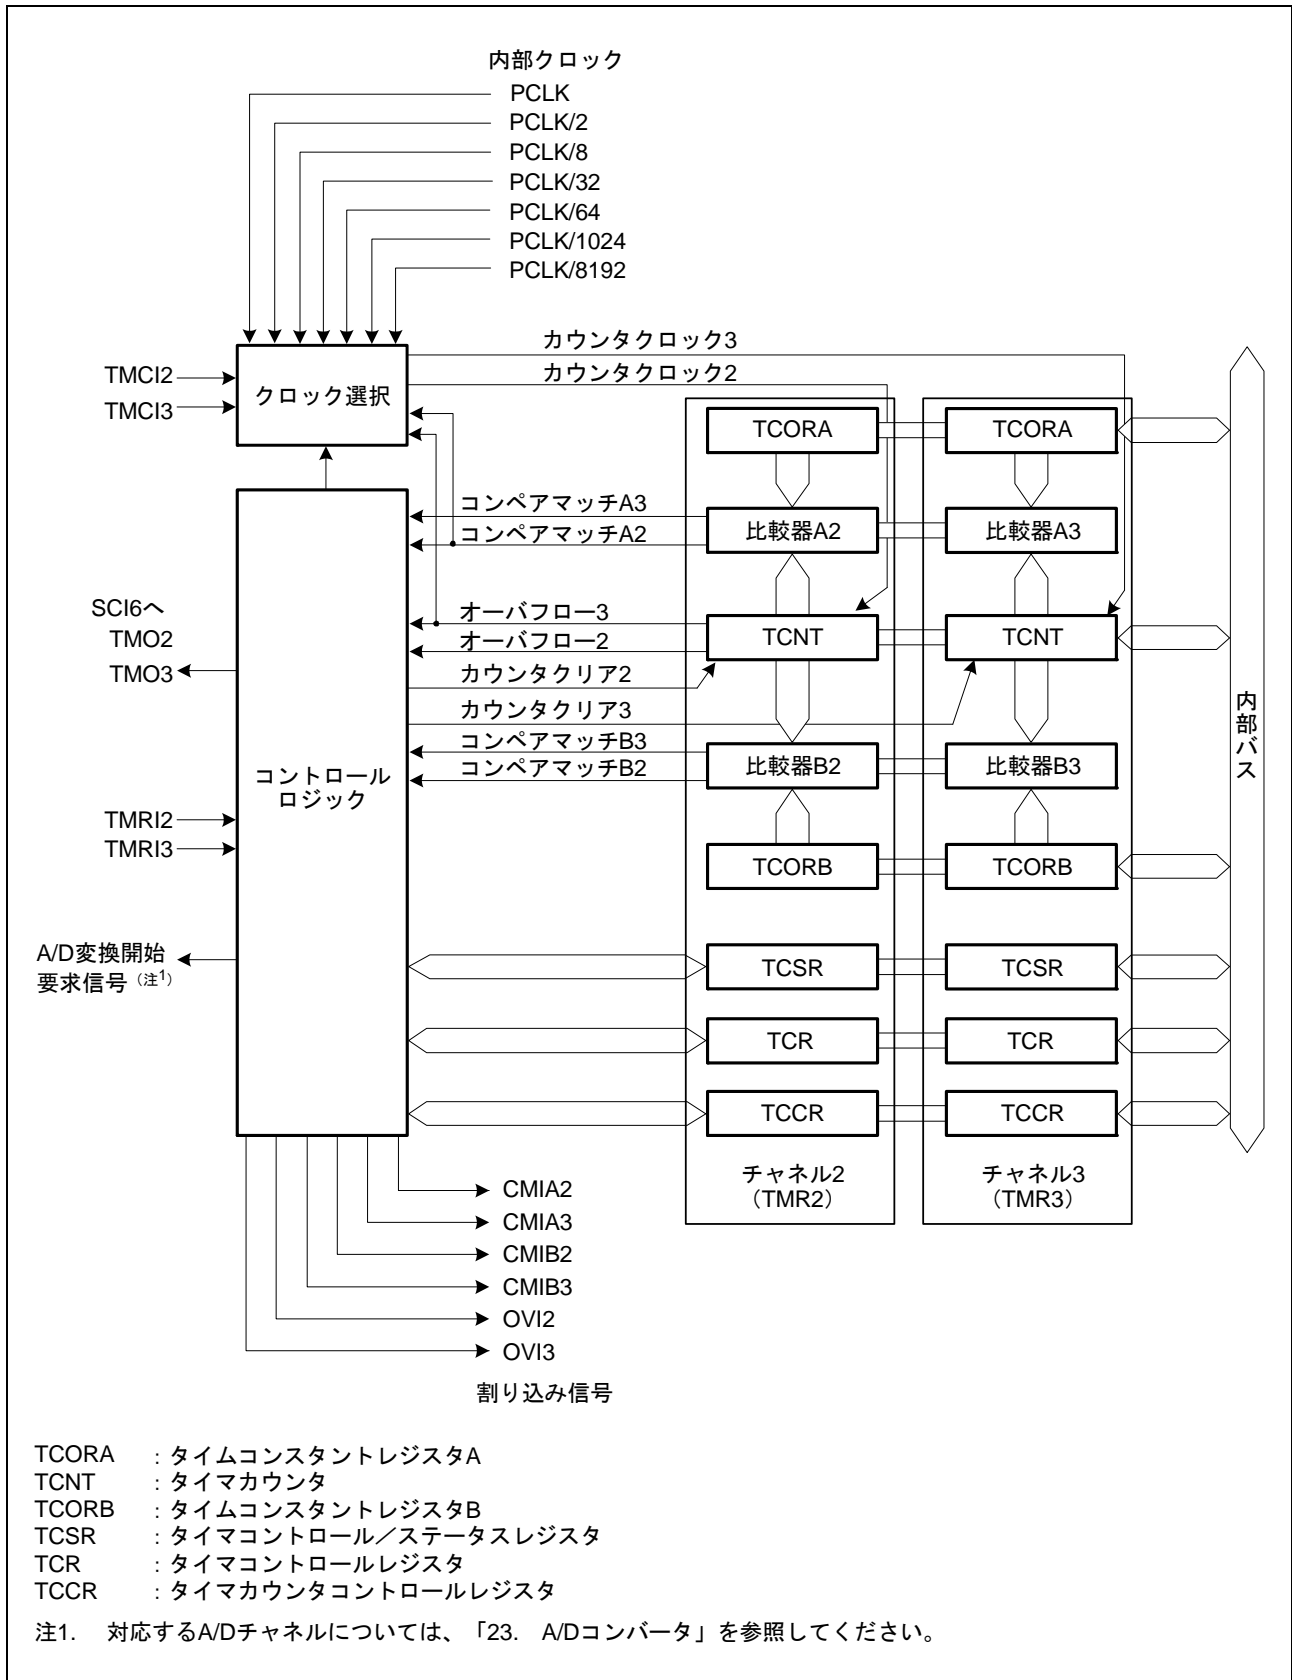 内部クロック
PCLK
PCLK/2
PCLK/8
PCLK/32
PCLK/64
PCLK/1024
PCLK/8192
カウンタクロック3
カウンタクロック2
TMCI2
TMCI3
クロック選択
TCORA
TCORA
コンペアマッチA3
コンペアマッチA2
比較器A2
比較器A3
SCI6へ
TMO2
TMO3
オーバフロー3
オーバフロー2
カウンタクリア2
カウンタクリア3
TCNT
TCNT
コンペアマッチB3
コンペアマッチB2
比較器B2
比較器B3
内部バス
コントロール
ロジック
TMRI2
TMRI3
TCORB
TCORB
A/D変換開始
要求信号（注1）
TCSR
TCSR
TCR
TCR
TCCR
TCCR
チャネル2
（TMR2）
チャネル3
（TMR3）
CMIA2
CMIA3
CMIB2
CMIB3
OVI2
OVI3
割り込み信号
TCORA : タイムコンスタントレジスタA
TCNT : タイマカウンタ
TCORB : タイムコンスタントレジスタB
TCSR : タイマコントロール／ステータスレジスタ
TCR : タイマコントロールレジスタ
TCCR : タイマカウンタコントロールレジスタ
注1. 対応するA/Dチャネルについては、「23. A/Dコンバータ」を参照してください。